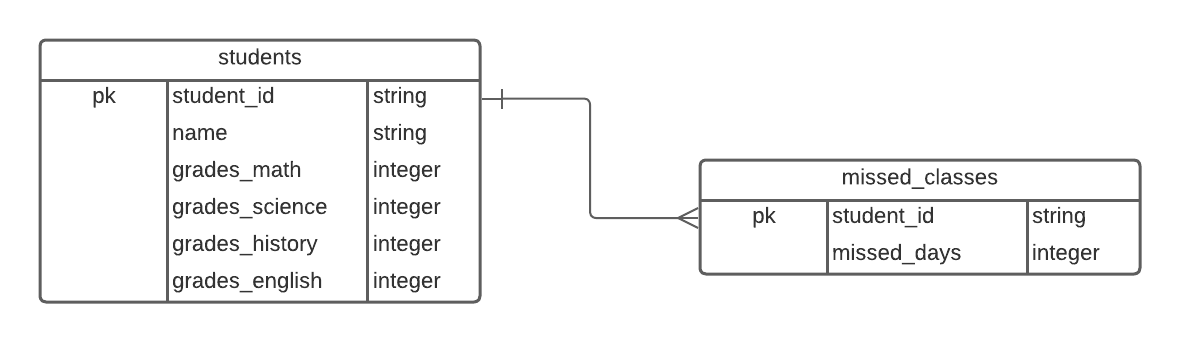 students
pk student_id string
name string
grades_math integer
grades_science integer
grades_history integer
grades_english integer
missed_classes
pk student_id string
missed_days integer